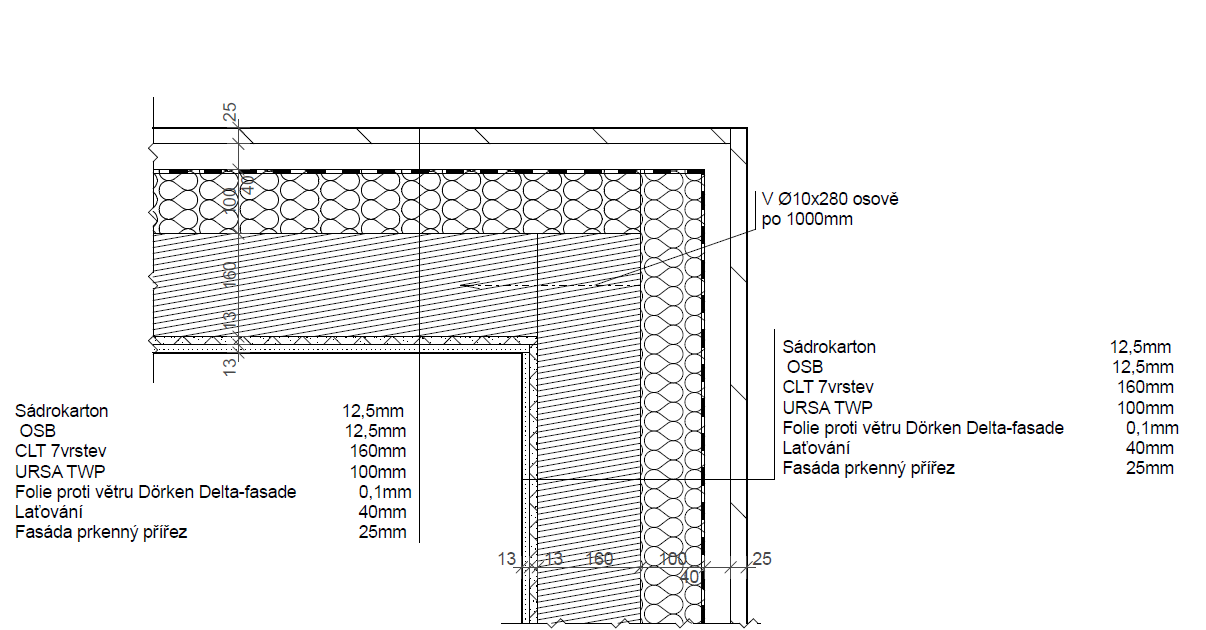 25
40
100
160
13
13
V Ø10x280 osově
po 1000mm
Sádrokarton 12,5mm
OSB 12,5mm
CLT 7vrstev 160mm
URSA TWP 100mm
Folie proti větru Dörken Delta-fasade 0,1mm
Laťování 40mm
Fasáda prkenný přířez 25mm
Sádrokarton 12,5mm
OSB 12,5mm
CLT 7vrstev 160mm
URSA TWP 100mm
Folie proti větru Dörken Delta-fasade 0,1mm
Laťování 40mm
Fasáda prkenný přířez 25mm
13 13 160 100 25
40